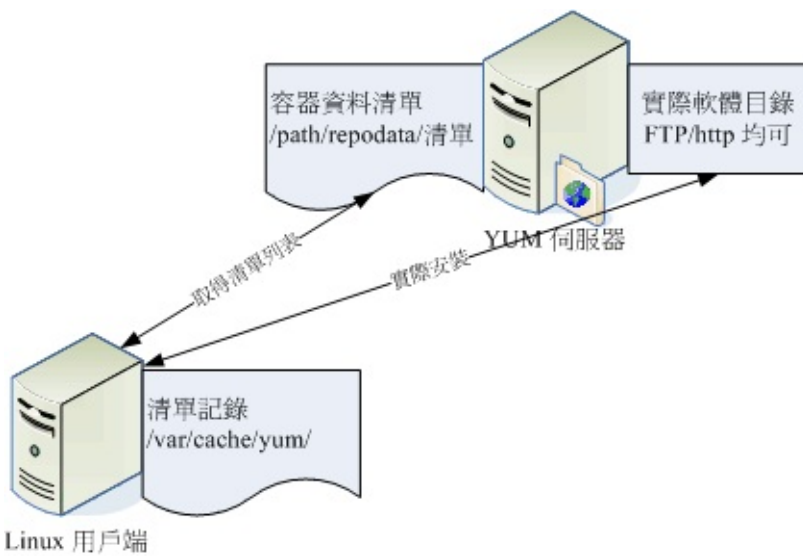 容器資料清單
/path/repodata/清單
實際軟體目錄
FTP/http 均可
YUM 伺服器
取得清單列表
實際安裝
清單記錄
/var/cache/yum/
Linux 用戶端